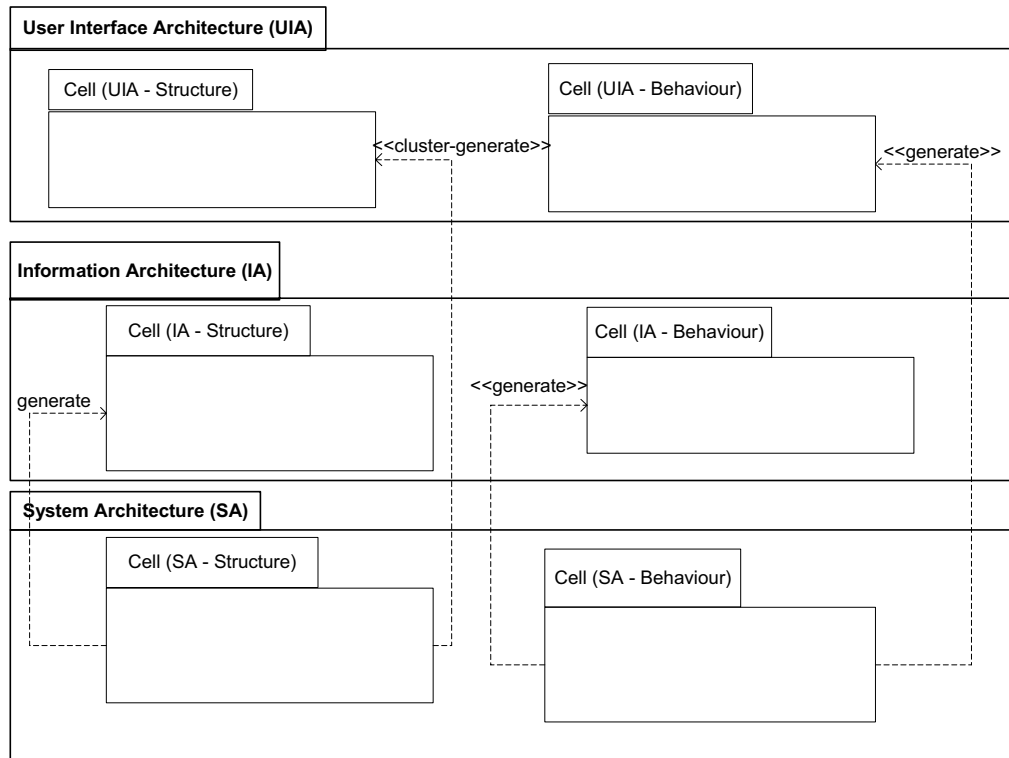 User Interface Architecture (UIA)
Cell (UIA - Structure)
Cell (UIA - Behaviour)
<<cluster-generate>>
<<generate>>
Information Architecture (IA)
Cell (IA - Structure)
Cell (IA - Behaviour)
generate
<<generate>>
System Architecture (SA)
Cell (SA - Structure)
Cell (SA - Behaviour)